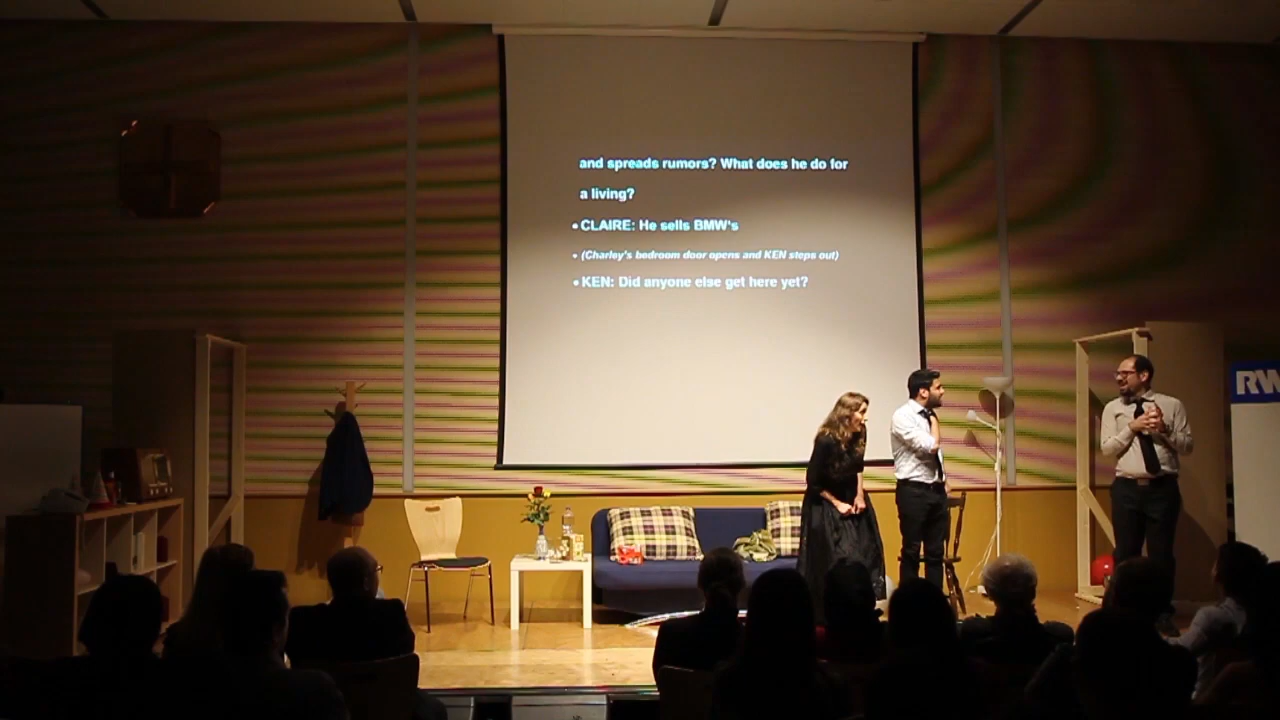 and spreads rumors? What does he do for
a living?
• CLAIRE: He sells BMW's
• (Charley's bedroom door opens and KEN steps out)
• KEN: Did anyone else get here yet?
RW